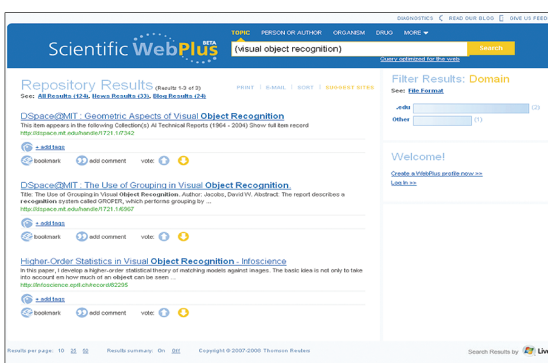 DIAGNOSTICS READ OUR BLOG GIVE US FEED
TOPIC PERSON OR AUTHOR ORGANISM DRUG MORE
Scientific WebPlus BETA
(visual object recognition) Search
Query optimized for the web
Repository Results (Results 1-3 of 3) PRINT | E-MAIL | SORT | SUGGEST SITES
See: All Results (124), News Results (33), Blog Results (24)
DSpace@MIT : Geometric Aspects of Visual Object Recognition
This item appears in the following Collection(s) AI Technical Reports (1964 - 2004) Show full item record
http://dspace.mit.edu/handle/1721.1/7342
+ add tags
bookmark add comment vote:
DSpace@MIT : The Use of Grouping in Visual Object Recognition.
Title: The Use of Grouping in Visual Object Recognition. Author: Jacobs, David W. Abstract. The report describes a
recognition system called GROPER, which performs grouping by ...
http://dspace.mit.edu/handle/1721.1/6867
+ add tags
bookmark add comment vote:
Higher-Order Statistics in Visual Object Recognition - Infoscience
In this paper, I develop a higher-order statistical theory of matching models against images. The basic idea is not only to take
into account em how much of an object can be seen ...
http://infoscience.epfl.ch/record/82295
+ add tags
bookmark add comment vote:
Filter Results: Domain
See: File Format
.edu (2)
Other (1)
Welcome!
Create a WebPlus profile now >>
Log in >>
Results per page: 10 25 50 Results summary: On Off Copyright © 2007-2008 Thomson Reuters
Search Results by Liv